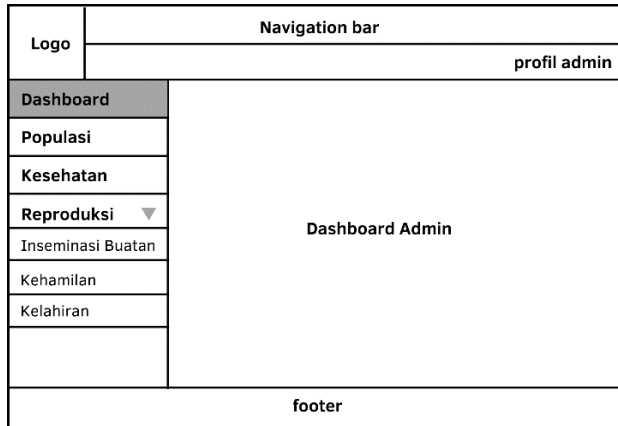 Logo
Navigation bar
profil admin
Dashboard
Populasi
Kesehatan
Reproduksi
Inseminasi Buatan
Kehamilan
Kelahiran
Dashboard Admin
footer